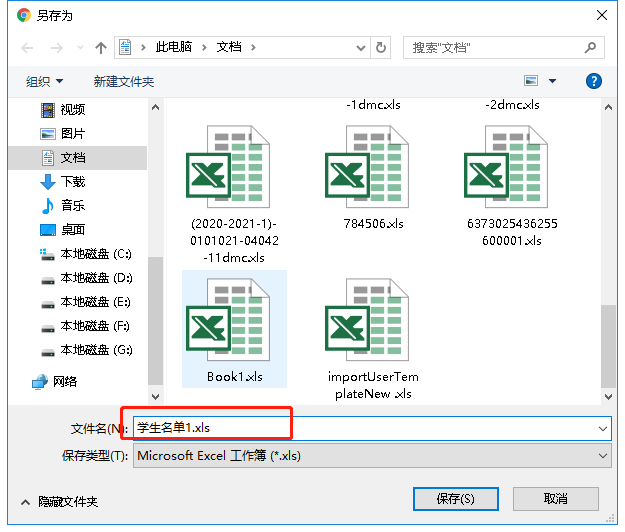 另存为
此电脑 › 文档 ›
搜索"文档"
组织
新建文件夹
?
视频
图片
文档
下载
音乐
桌面
本地磁盘 (C:)
本地磁盘 (D:)
本地磁盘 (E:)
本地磁盘 (F:)
本地磁盘 (G:)
网络
-1dmc.xls
-2dmc.xls
(2020-2021-1)-
0101021-04042
-11dmc.xls
784506.xls
6373025436255
600001.xls
Book1.xls
importUserTem
plateNew .xls
文件名(N):
学生名单1.xls
保存类型(T):
Microsoft Excel 工作簿 (*.xls)
隐藏文件夹
保存(S)
取消